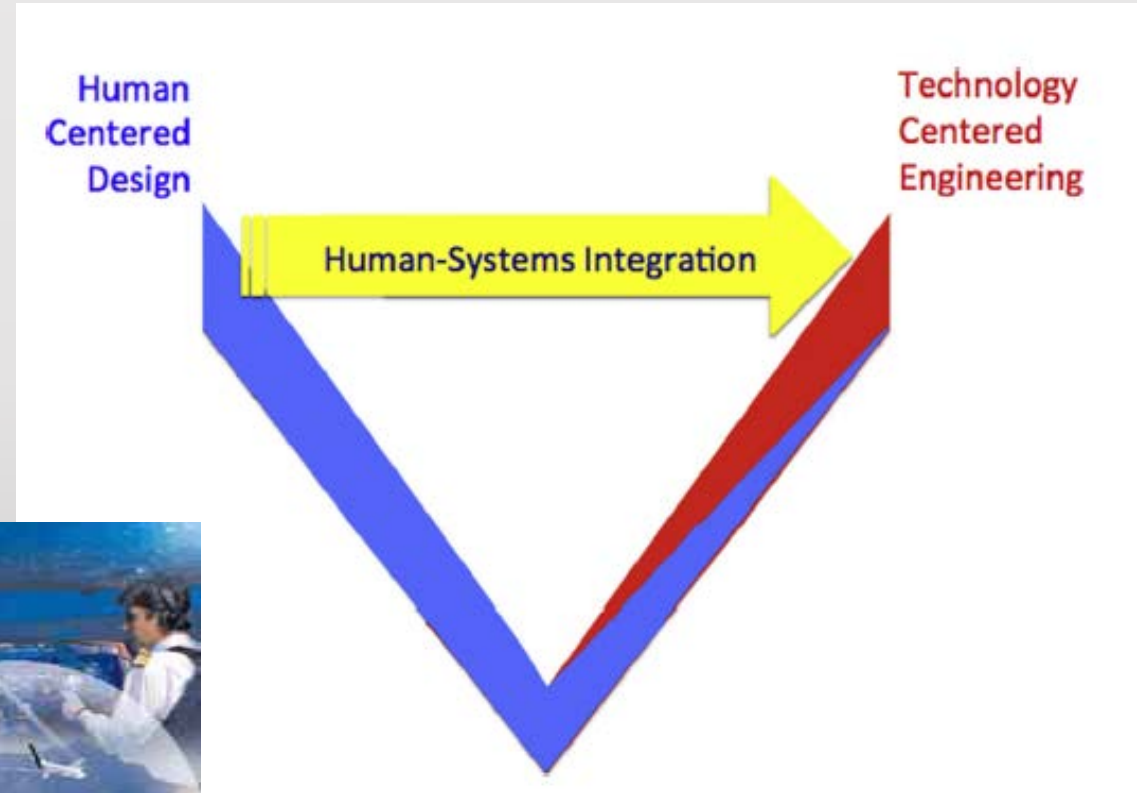 Human
Centered
Design
Technology
Centered
Engineering
Human-Systems Integration